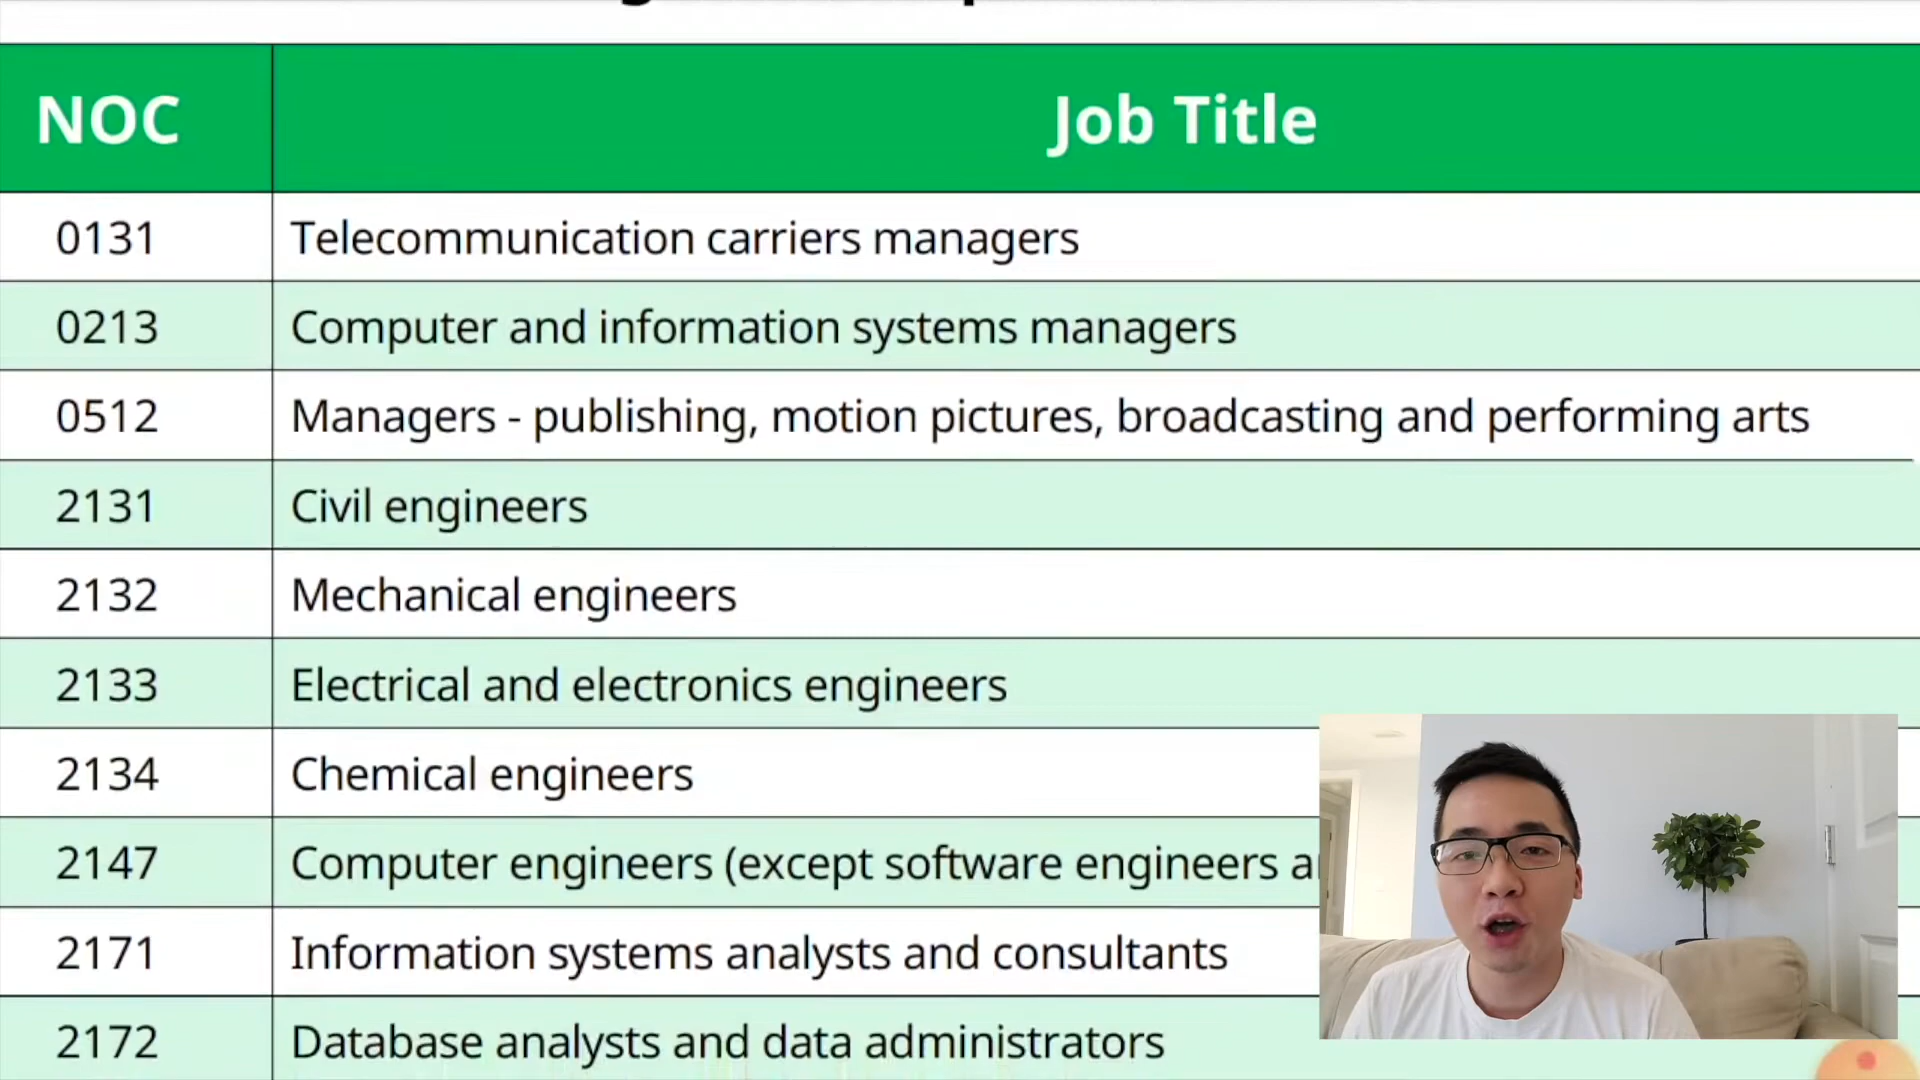 NOC Job Title
0131 Telecommunication carriers managers
0213 Computer and information systems managers
0512 Managers - publishing, motion pictures, broadcasting and performing arts
2131 Civil engineers
2132 Mechanical engineers
2133 Electrical and electronics engineers
2134 Chemical engineers
2147 Computer engineers (except software engineers
2171 Information systems analysts and consultants
2172 Database analysts and data administrators